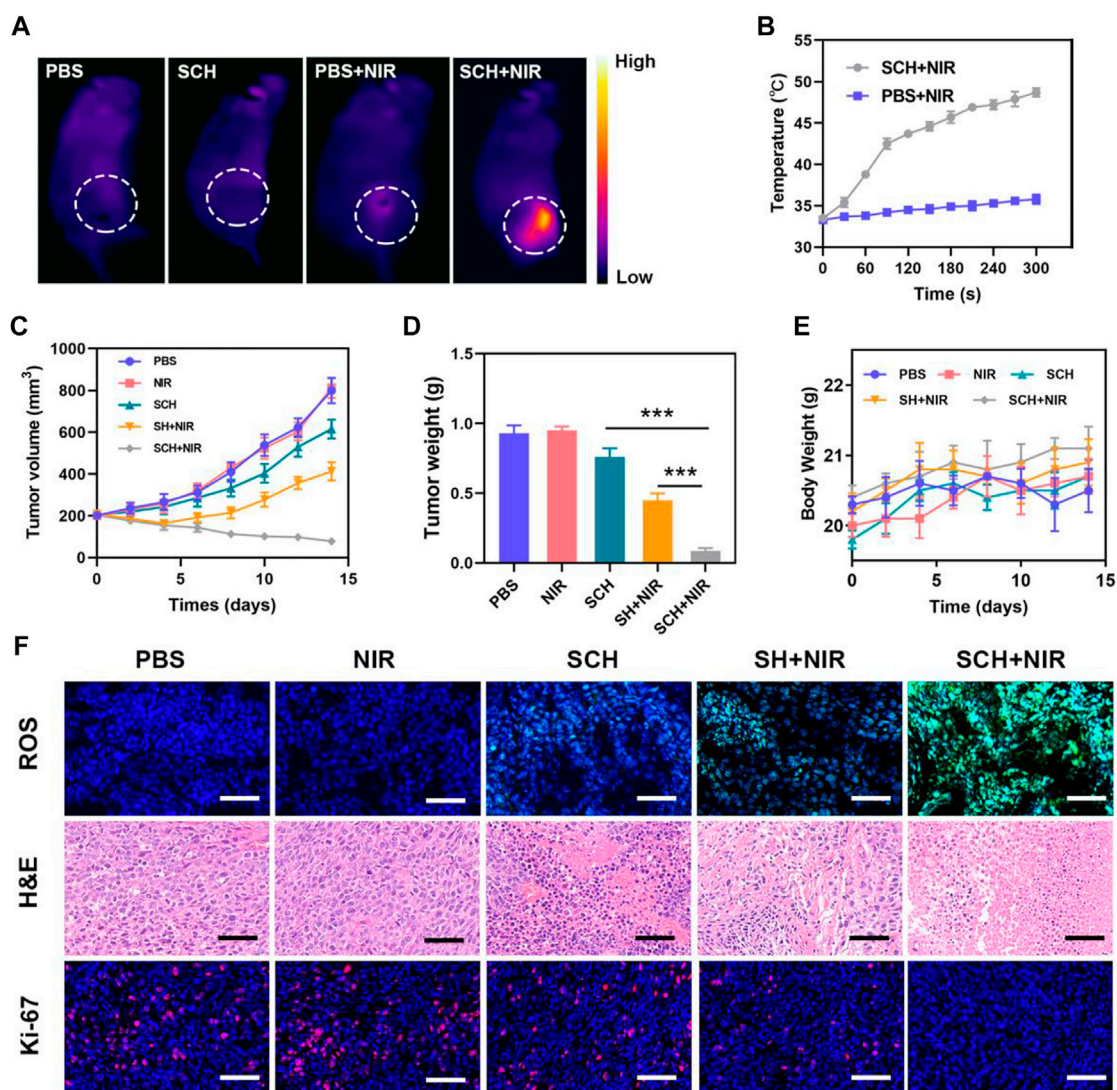 A
PBS
SCH
PBS+NIR
SCH+NIR
High
Low
B
Temperature (°C)
55
50
45
40
35
30
SCH+NIR
PBS+NIR
0 60 120 180 240 300
Time (s)
C
Tumor volume (mm³)
1000
800
600
400
200
0
PBS
NIR
SCH
SH+NIR
SCH+NIR
0 5 10 15
Times (days)
D
Tumor weight (g)
1.5
1.0
0.5
0.0
***
***
PBS
NIR
SCH
SH+NIR
SCH+NIR
E
Body Weight (g)
22
21
20
PBS NIR SCH
SH+NIR SCH+NIR
0 5 10 15
Time (days)
F
PBS NIR SCH SH+NIR SCH+NIR
ROS
H&E
Ki-67